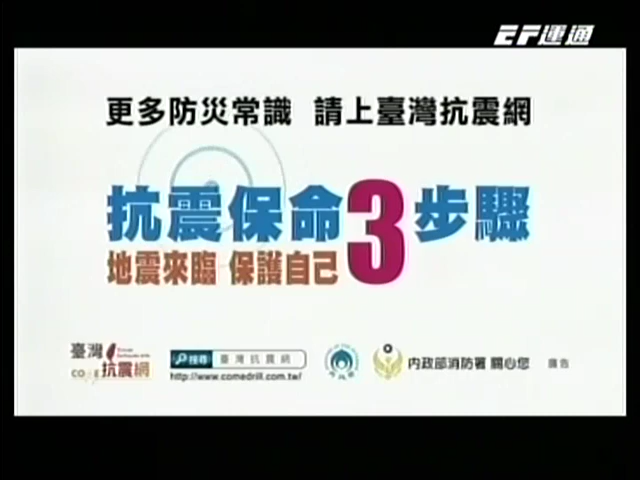 EF運通
更多防災常識 請上臺灣抗震網
抗震保命3步驟
地震來臨 保護自己
臺灣
抗震網
搜尋 臺灣抗震網
http://www.comedrill.com.tw/
內政部消防署 關心您 廣告